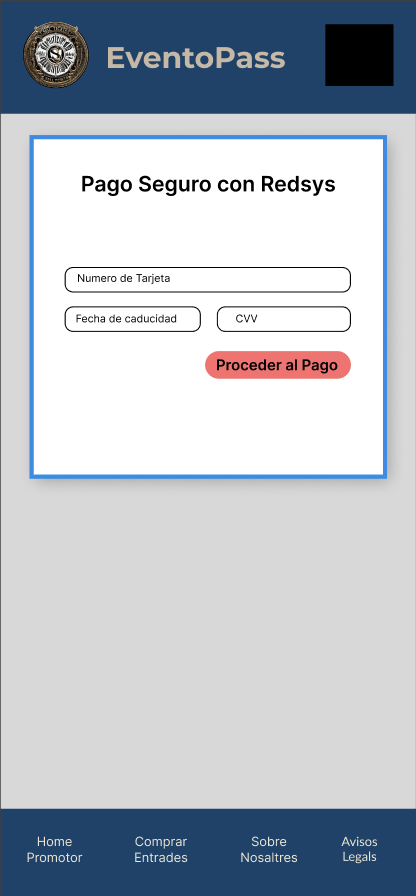 EventoPass
Pago Seguro con Redsys
Numero de Tarjeta
Fecha de caducidad
CVV
Proceder al Pago
Home
Promotor
Comprar
Entrades
Sobre
Nosaltres
Avisos
Legals